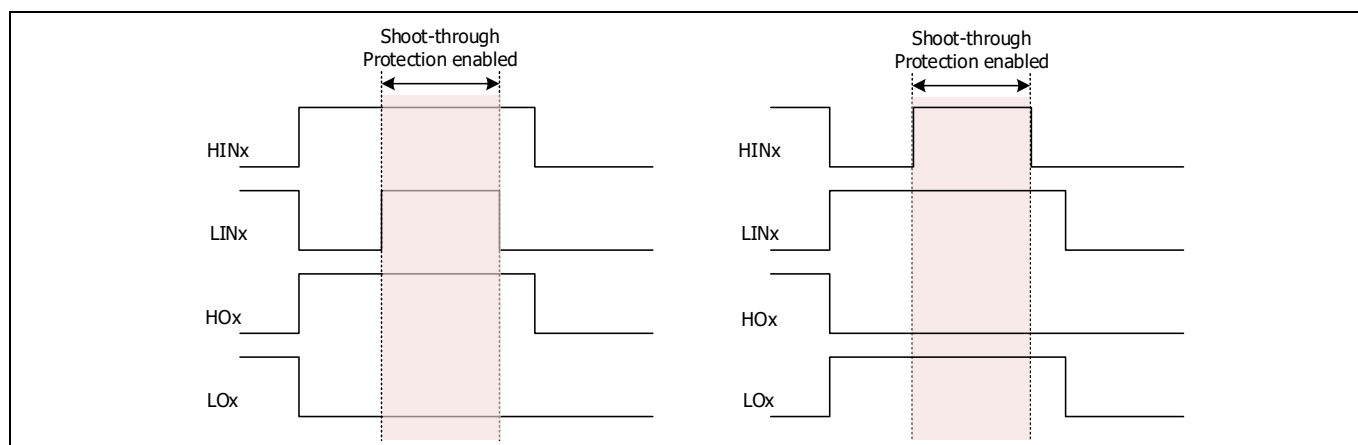 Shoot-through
Protection enabled
HINx
LINx
HOx
LOx
Shoot-through
Protection enabled
HINx
LINx
HOx
LOx